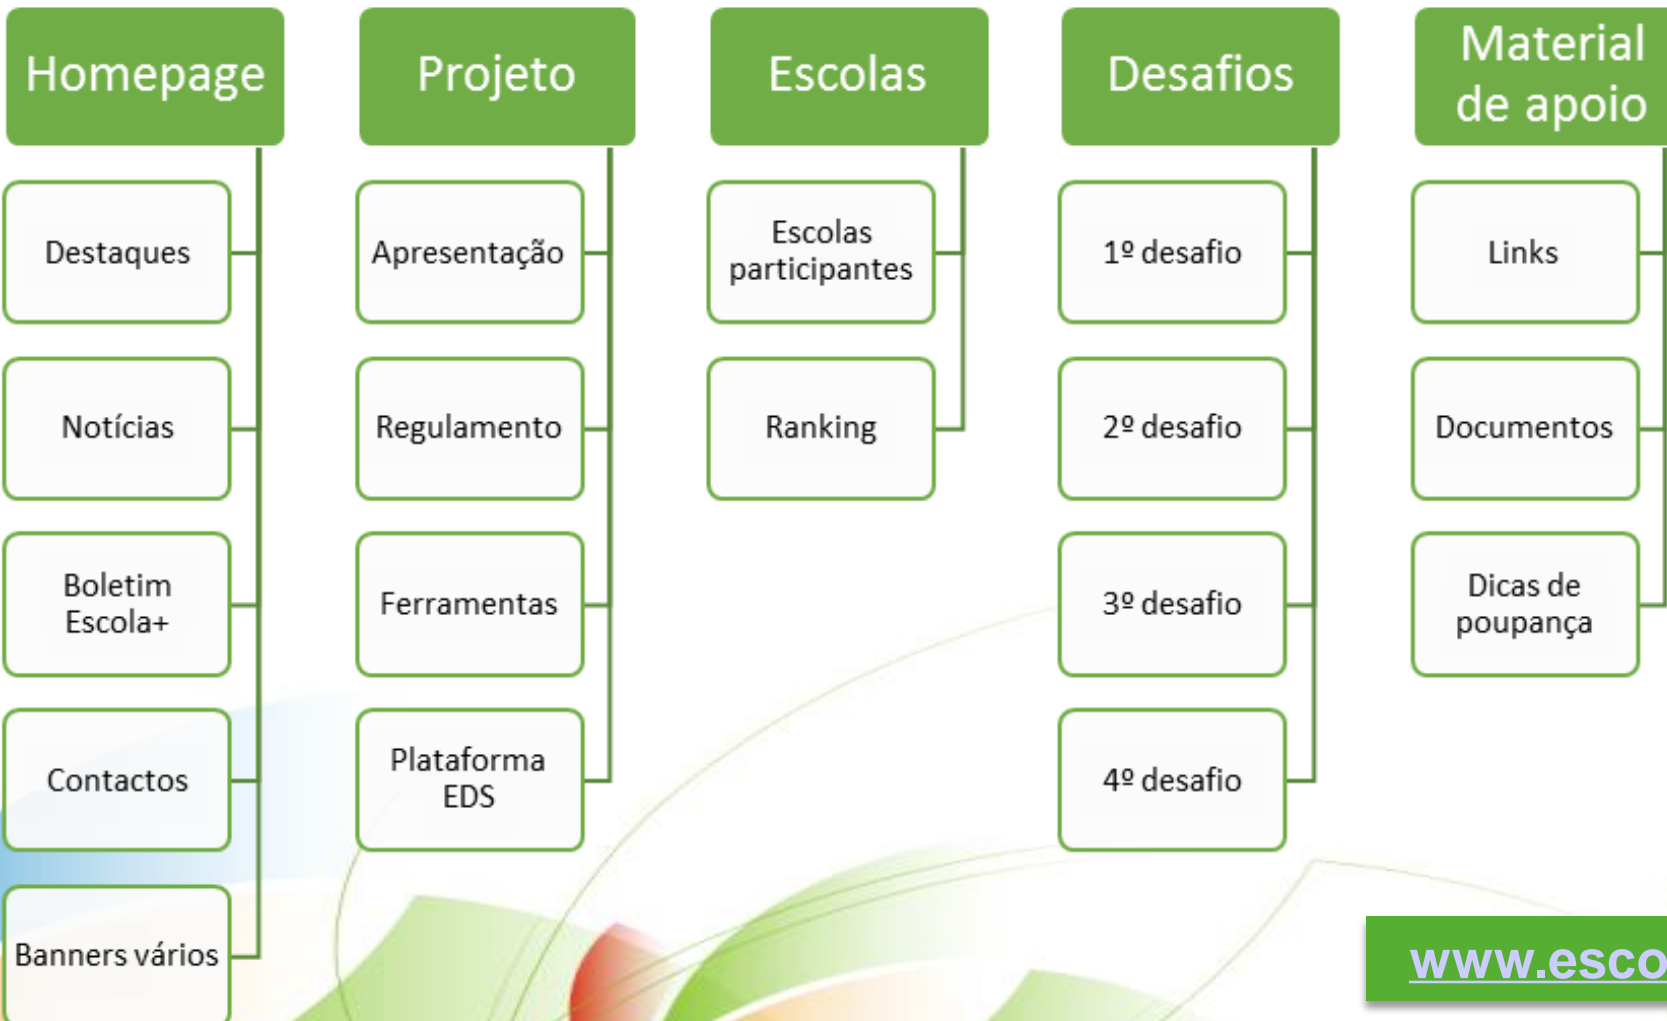 Homepage
Destaques
Notícias
Boletim
Escola+
Contactos
Banners vários
Projeto
Apresentação
Regulamento
Ferramentas
Plataforma
EDS
Escolas
Escolas
participantes
Ranking
Desafios
1º desafio
2º desafio
3º desafio
4º desafio
Material
de apoio
Links
Documentos
Dicas de
poupança
www.esco